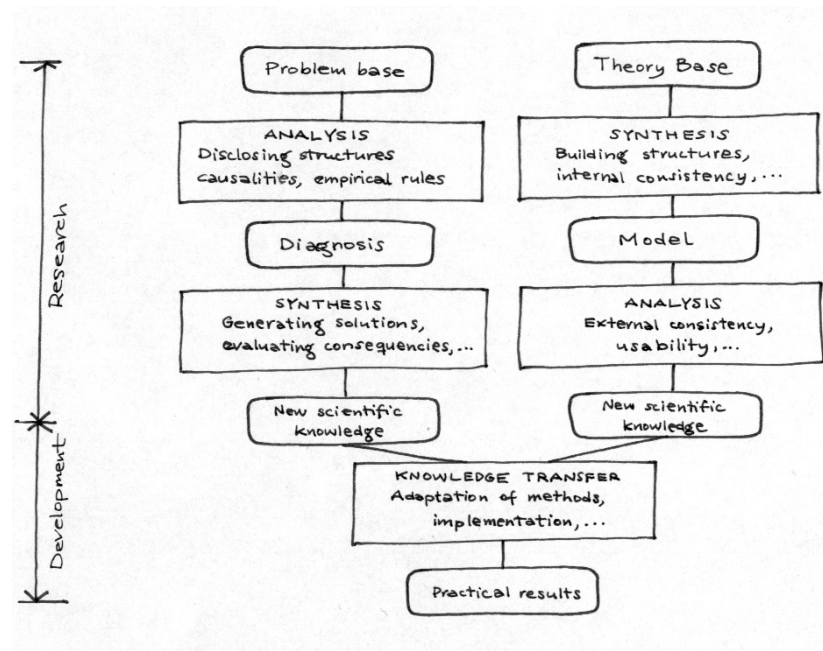 Problem base
Theory Base
ANALYSIS
Disclosing structures
causalities, empirical rules
SYNTHESIS
Building structures,
internal consistency, ...
Diagnosis
Model
SYNTHESIS
Generating solutions,
evaluating consequencies, ...
ANALYSIS
External consistency,
usability, ...
New scientific
knowledge
New scientific
knowledge
KNOWLEDGE TRANSFER
Adaptation of methods,
implementation, ...
Practical results
Research
Development